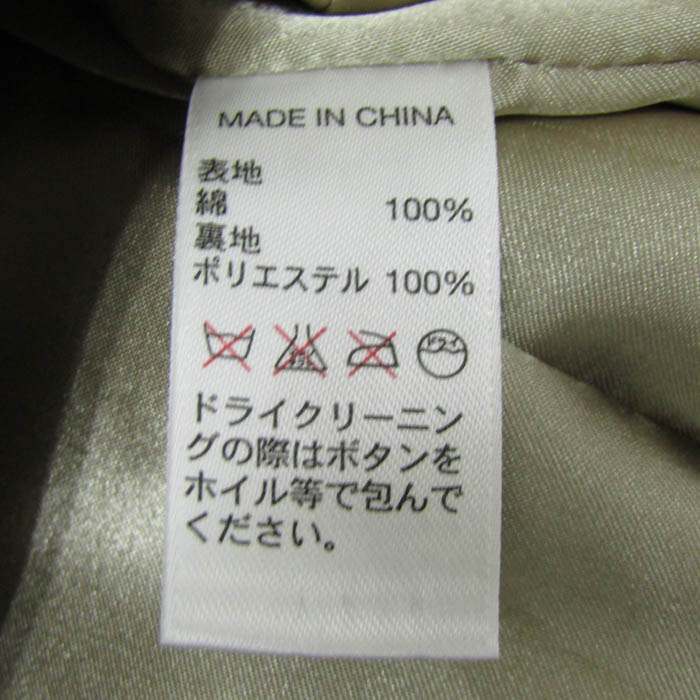 MADE IN CHINA
表地
綿 100%
裏地
ポリエステル 100%
ドライ
ドライクリーニン
グの際はボタンを
ホイル等で包んで
ください。